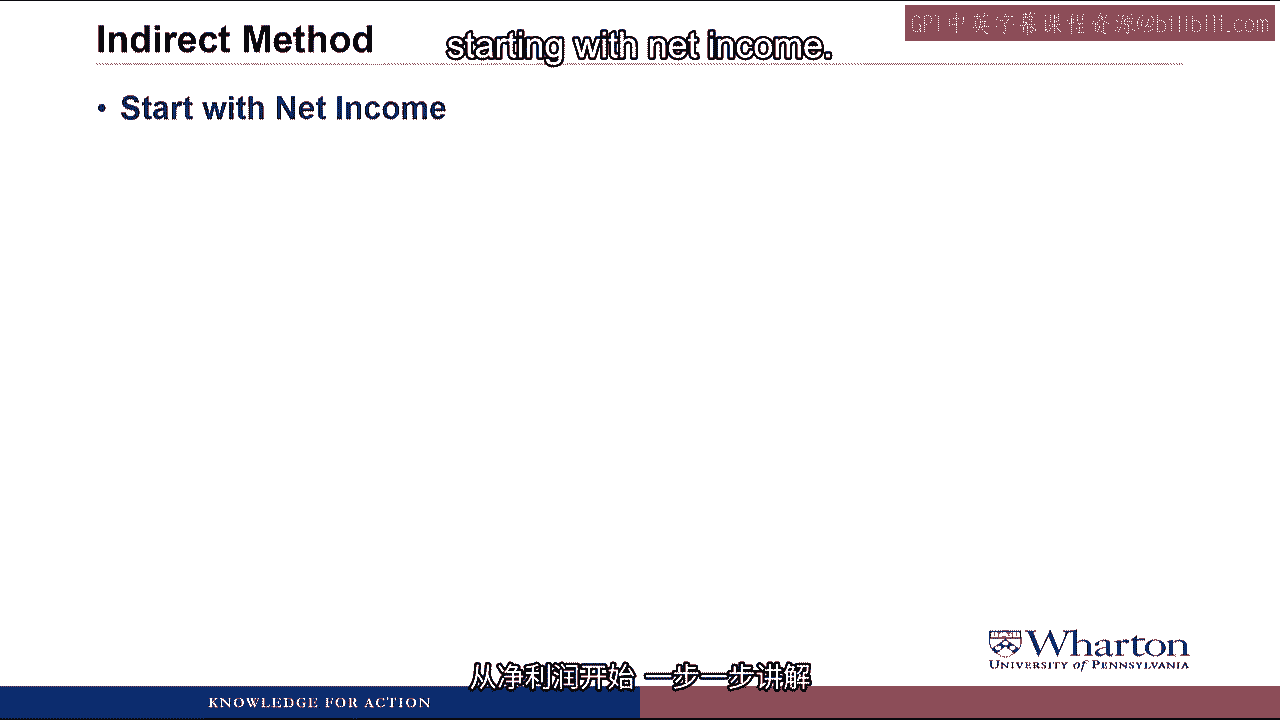 GPT中英字幕课程资源@bilibili.com
Indirect Method
starting with net income.
• Start with Net Income
Wharton
UNIVERSITY of PENNSYLVANIA
从净利润开始 一步一步讲解
KNOWLEDGE FOR ACTION